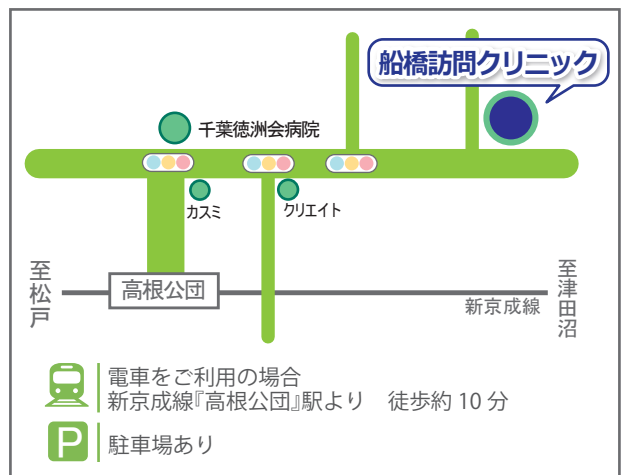 船橋訪問クリニック
千葉徳洲会病院
カスミ
クリエイト
至松戸
高根公団
新京成線
至津田沼
電車をご利用の場合
新京成線『高根公団』駅より　徒歩約 10 分
P
駐車場あり